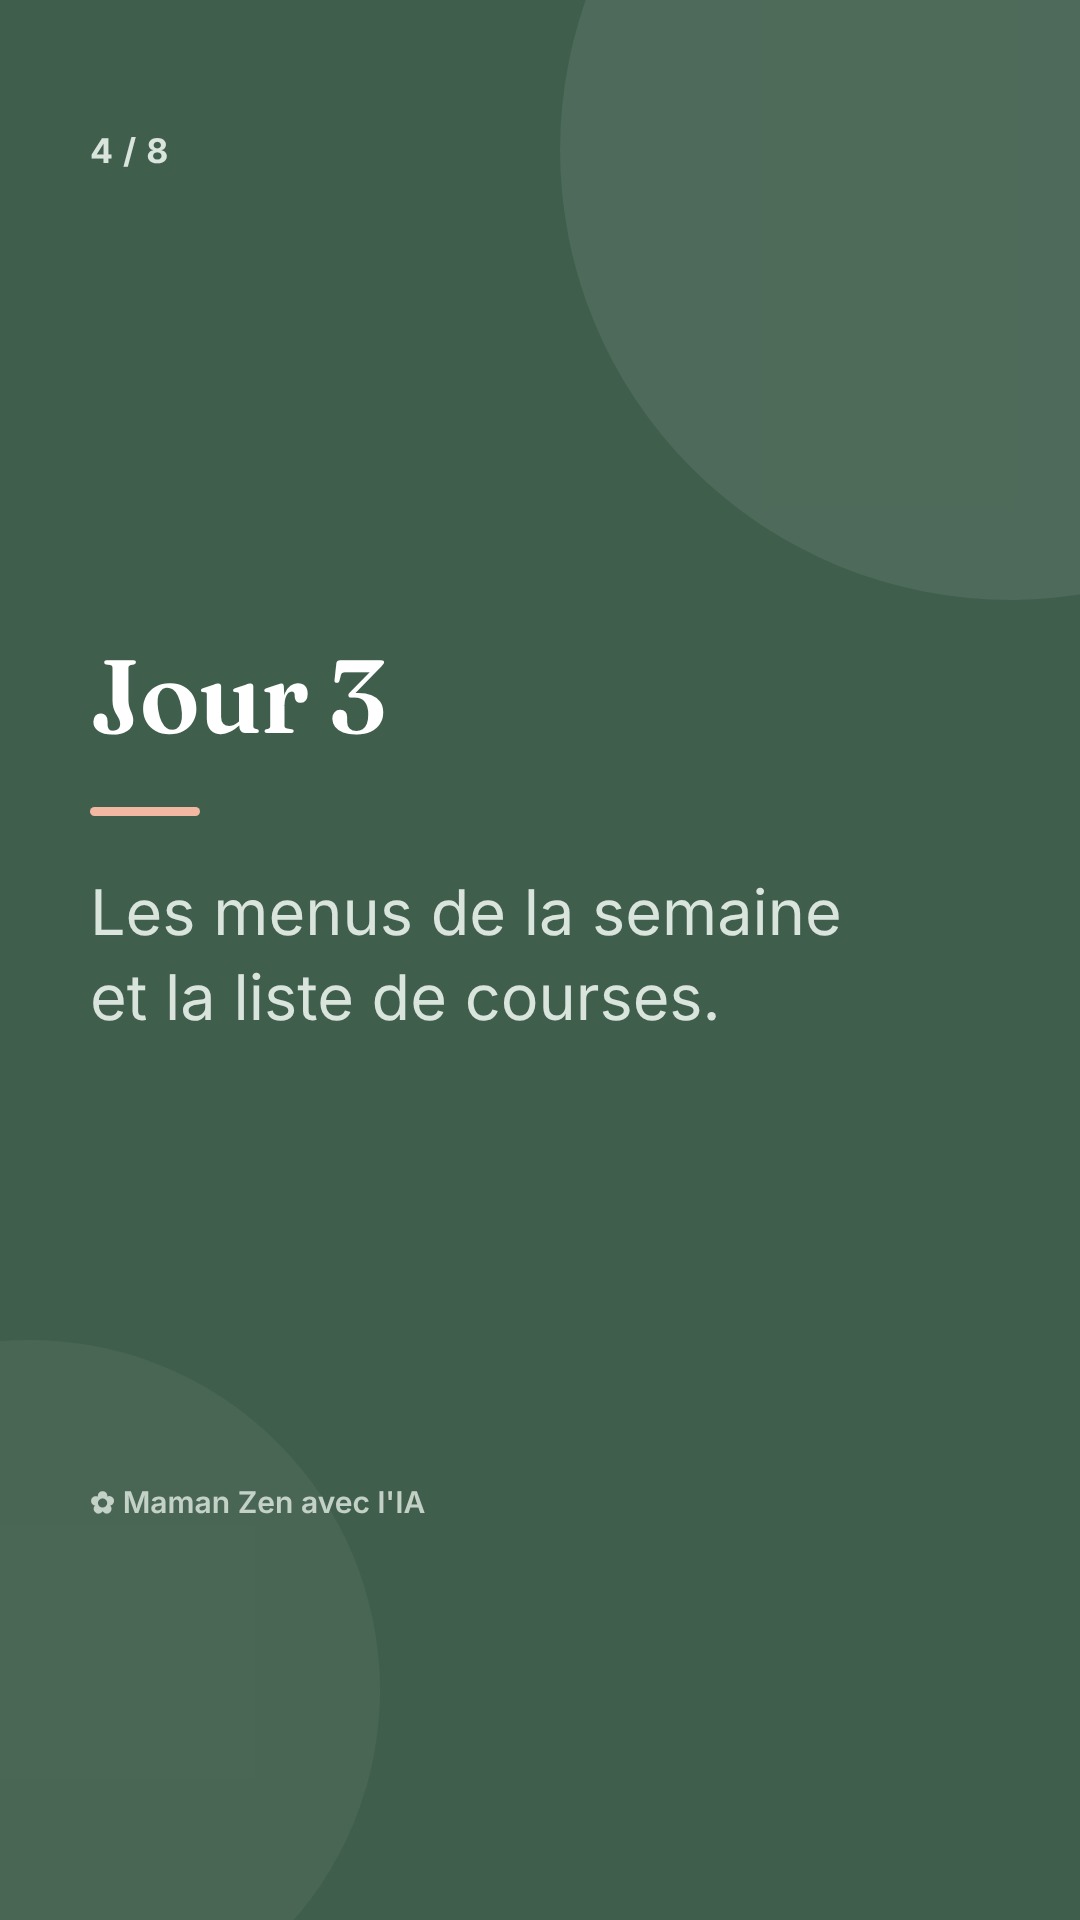 4 / 8
Jour 3
Les menus de la semaine
et la liste de courses.
✿ Maman Zen avec l'IA